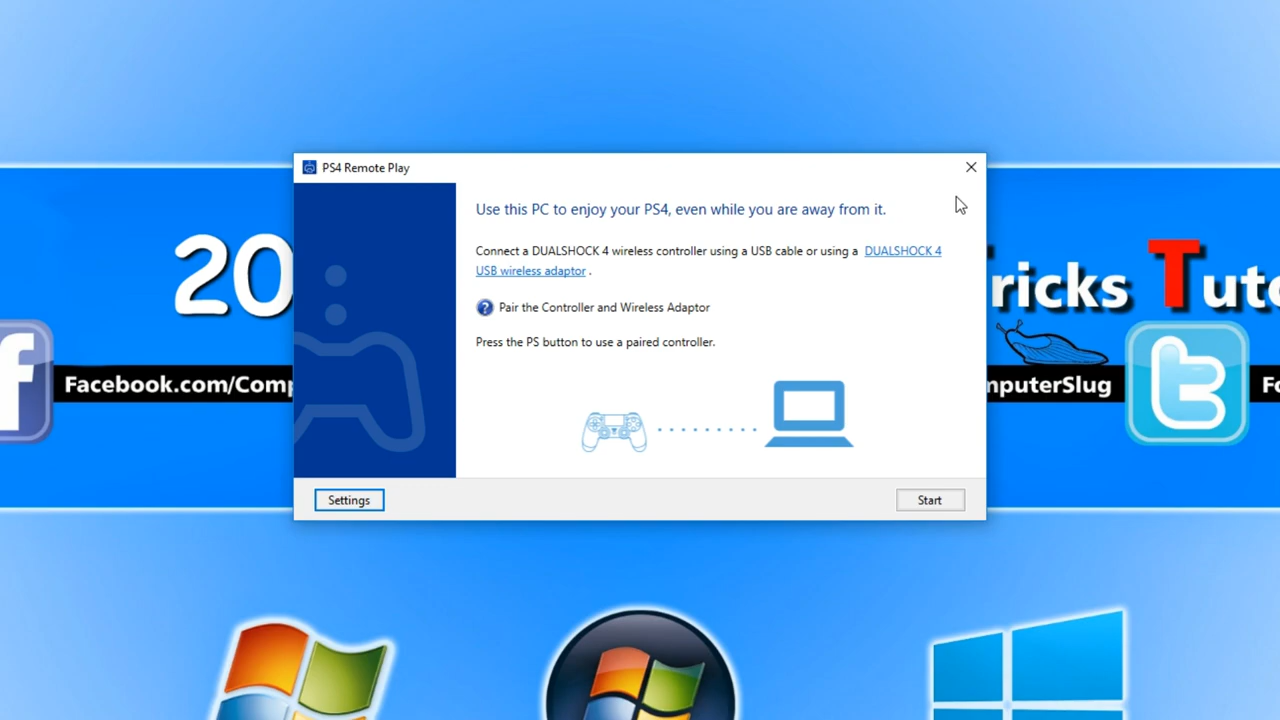 PS4 Remote Play
Use this PC to enjoy your PS4, even while you are away from it.
Connect a DUALSHOCK 4 wireless controller using a USB cable or using a DUALSHOCK 4
USB wireless adaptor .
Pair the Controller and Wireless Adaptor
Press the PS button to use a paired controller.
Settings
Start
20
ricks Tut
Facebook.com/Comp
mputerSlug
Fo